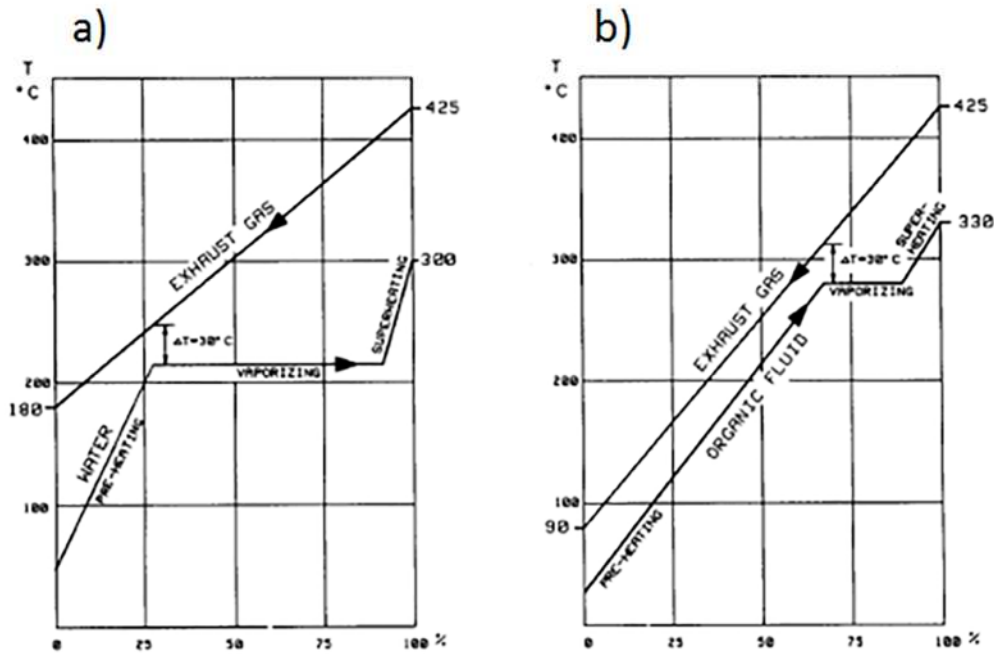 a)
T
°C
400
300
200
180
100
0 25 50 75 100 %
425
300
EXHAUST GAS
ΔT=30°C
VAPORIZING
SUPERHEATING
WATER
PRE-HEATING
b)
T
°C
400
300
200
100
90
0 25 50 75 100 %
425
330
EXHAUST GAS
ΔT=30°C
VAPORIZING
SUPER-
HEATING
ORGANIC FLUID
PRE-HEATING